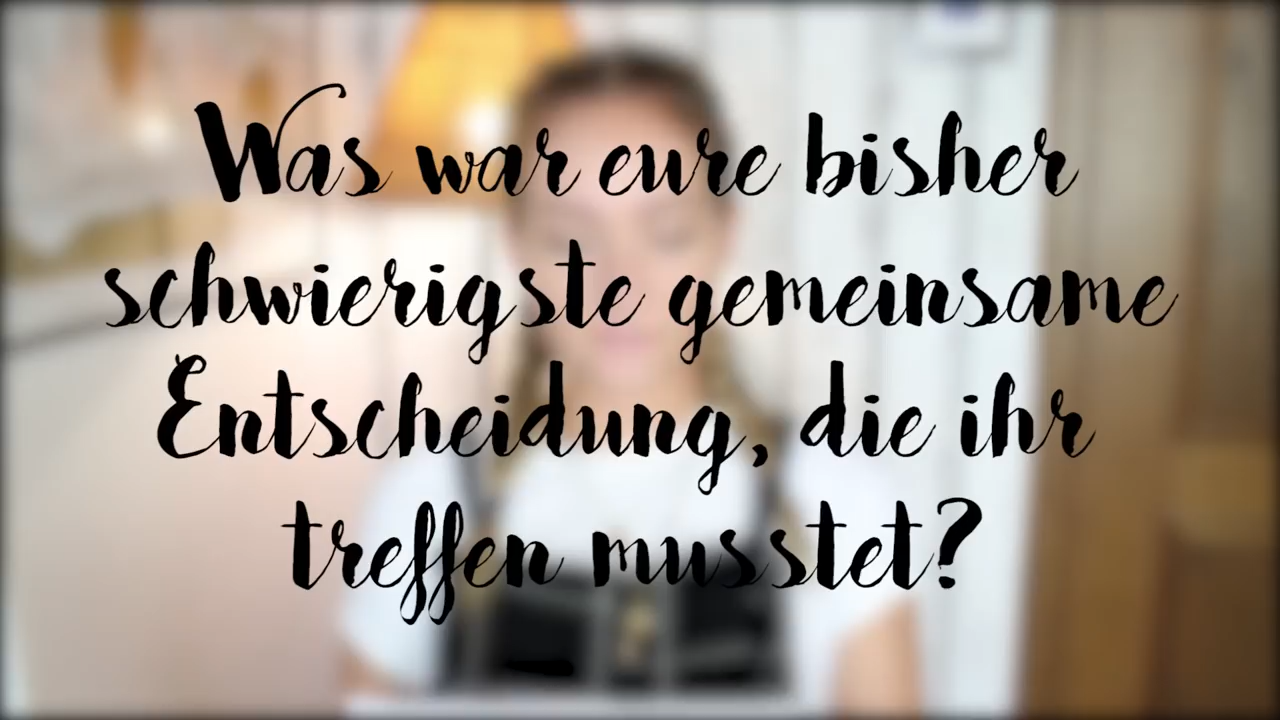 Was war eure bisher
schwierigste gemeinsame
Entscheidung, die ihr
treffen musstet?